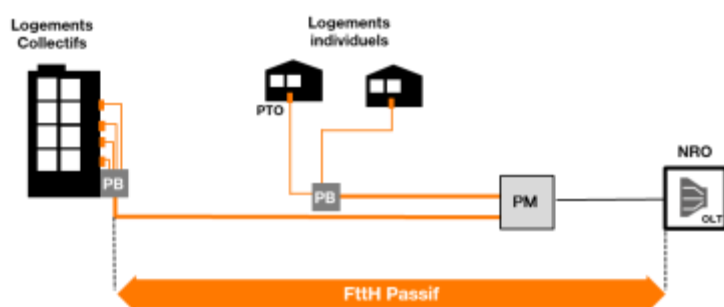 Logements
Collectifs
Logements
individuels
PTO
NRO
PB
PB
PM
OLT
FttH Passif